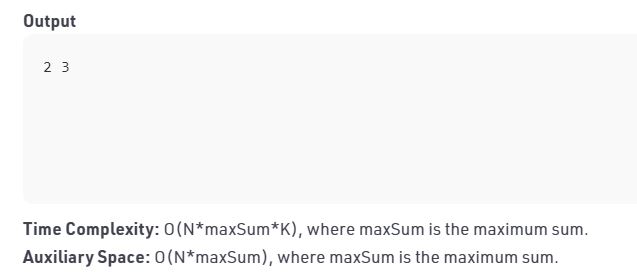 Output
2 3
Time Complexity: O(N*maxSum*K), where maxSum is the maximum sum.
Auxiliary Space: O(N*maxSum), where maxSum is the maximum sum.